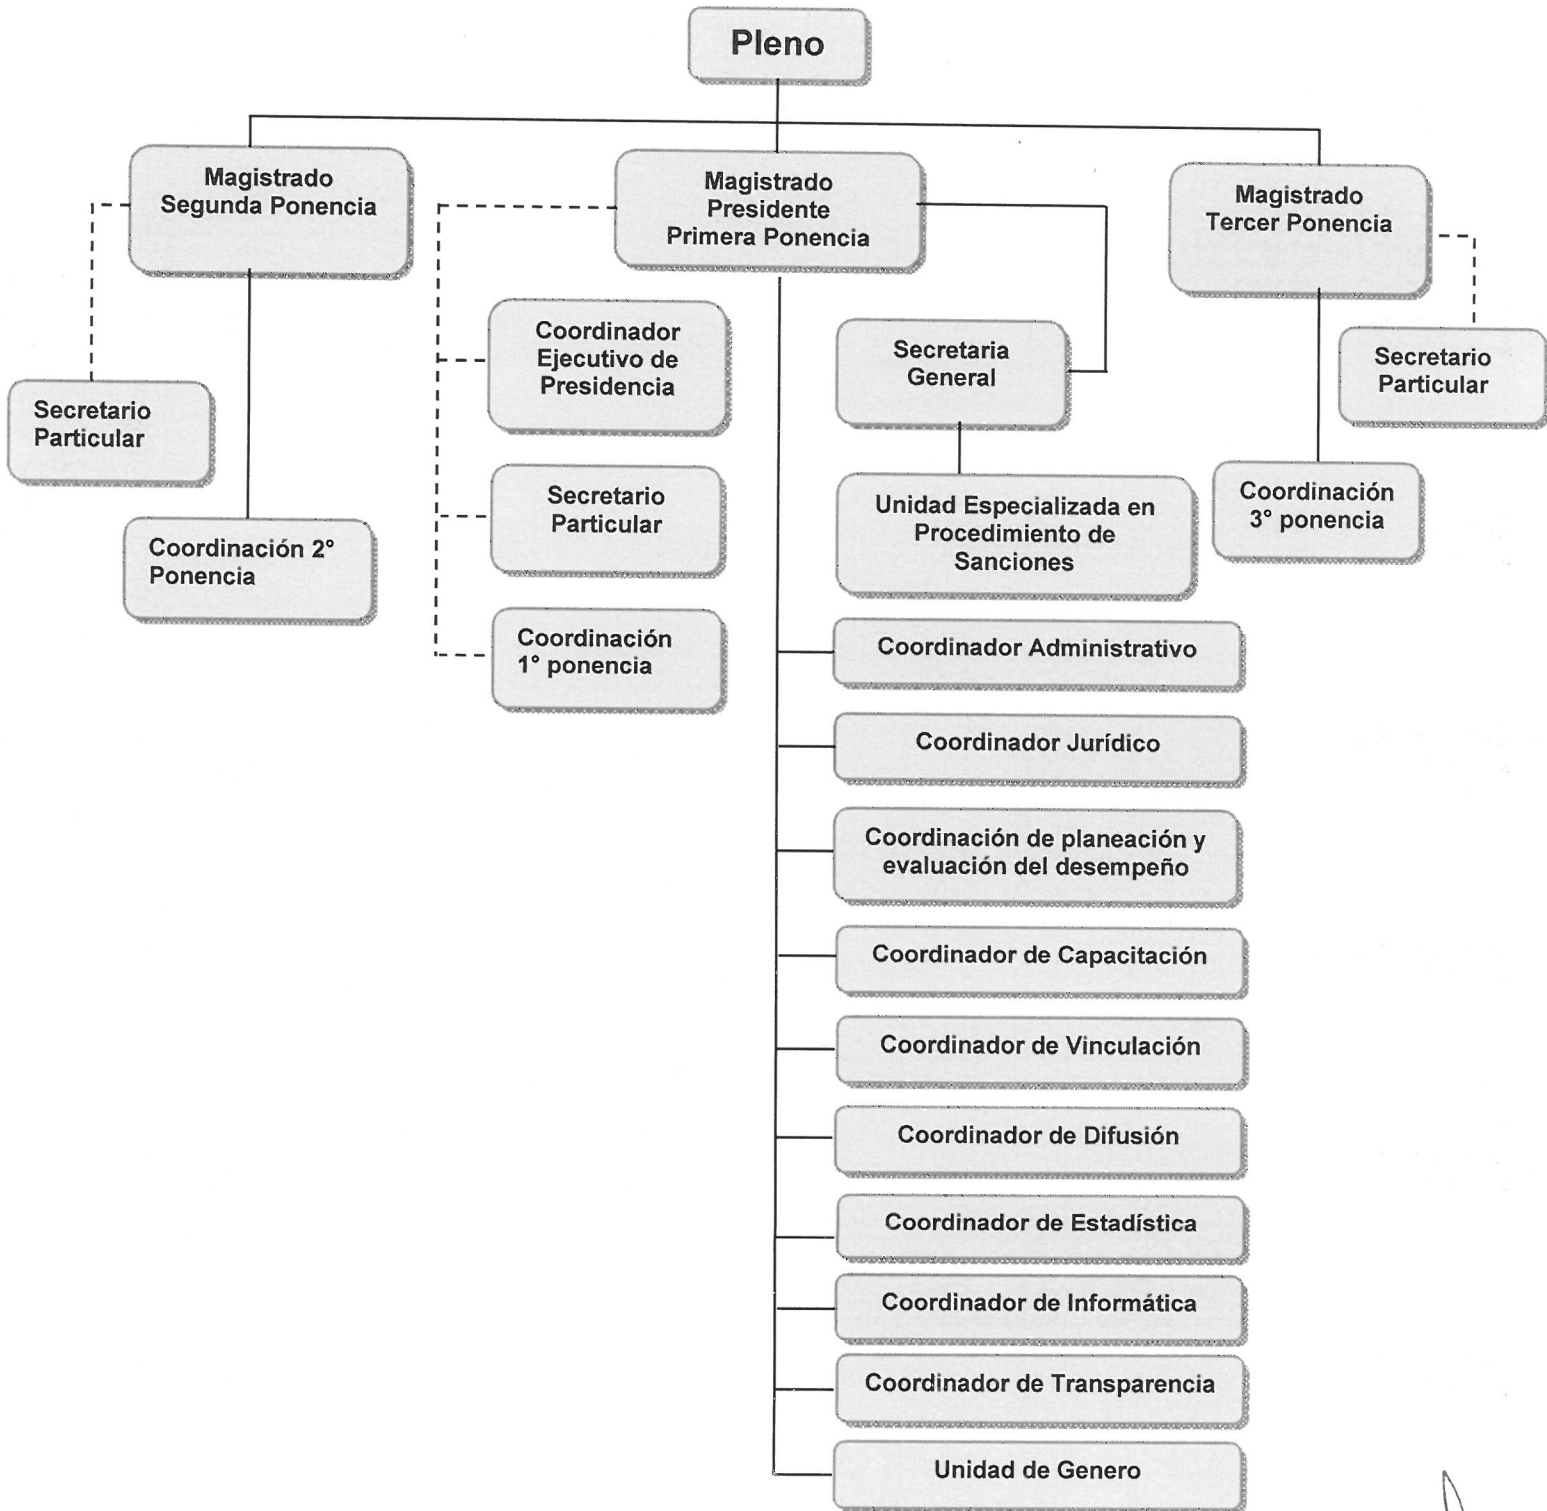 Pleno
Magistrado
Segunda Ponencia
Magistrado
Presidente
Primera Ponencia
Magistrado
Tercer Ponencia
Secretario
Particular
Coordinación 2°
Ponencia
Coordinador
Ejecutivo de
Presidencia
Secretario
Particular
Coordinación
1° ponencia
Secretaria
General
Unidad Especializada en
Procedimiento de
Sanciones
Secretario
Particular
Coordinación
3° ponencia
Coordinador Administrativo
Coordinador Jurídico
Coordinación de planeación y
evaluación del desempeño
Coordinador de Capacitación
Coordinador de Vinculación
Coordinador de Difusión
Coordinador de Estadística
Coordinador de Informática
Coordinador de Transparencia
Unidad de Genero